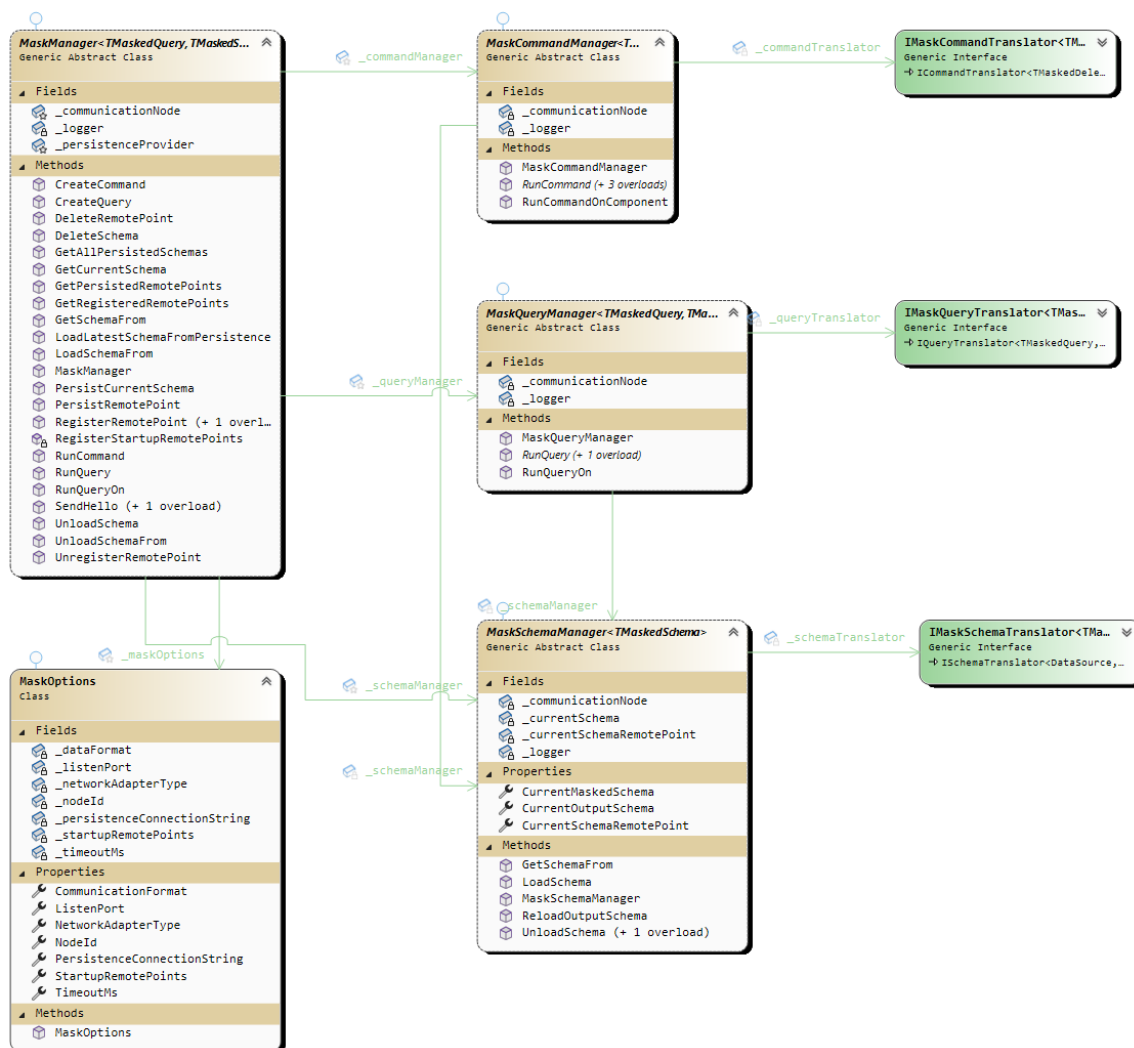 MaskManager<TMaskedQuery, TMaskedS...
Generic Abstract Class
Fields
_communicationNode
_logger
_persistenceProvider
Methods
CreateCommand
CreateQuery
DeleteRemotePoint
DeleteSchema
GetAllPersistedSchemas
GetCurrentSchema
GetPersistedRemotePoints
GetRegisteredRemotePoints
GetSchemaFrom
LoadLatestSchemaFromPersistence
LoadSchemaFrom
MaskManager
PersistCurrentSchema
PersistRemotePoint
RegisterRemotePoint (+ 1 overl...
RegisterStartupRemotePoints
RunCommand
RunQuery
RunQueryOn
SendHello (+ 1 overload)
UnloadSchema
UnloadSchemaFrom
UnregisterRemotePoint
_commandManager
MaskCommandManager<T...
Generic Abstract Class
Fields
_communicationNode
_logger
Methods
MaskCommandManager
RunCommand (+ 3 overloads)
RunCommandOnComponent
_commandTranslator
IMaskCommandTranslator<TM...
Generic Interface
ICommandTranslator<TMaskedDele...
_queryManager
MaskQueryManager<TMaskedQuery, TMa...
Generic Abstract Class
Fields
_communicationNode
_logger
Methods
MaskQueryManager
RunQuery (+ 1 overload)
RunQueryOn
_queryTranslator
IMaskQueryTranslator<TMas...
Generic Interface
IQueryTranslator<TMaskedQuery,...
_maskOptions
MaskOptions
Class
Fields
_dataFormat
_listenPort
_networkAdapterType
_nodeId
_persistenceConnectionString
_startupRemotePoints
_timeoutMs
Properties
CommunicationFormat
ListenPort
NetworkAdapterType
NodeId
PersistenceConnectionString
StartupRemotePoints
TimeoutMs
Methods
MaskOptions
_schemaManager
_schemaManager
_schemaManager
MaskSchemaManager<TMaskedSchema>
Generic Abstract Class
Fields
_communicationNode
_currentSchema
_currentSchemaRemotePoint
_logger
Properties
CurrentMaskedSchema
CurrentOutputSchema
CurrentSchemaRemotePoint
Methods
GetSchemaFrom
LoadSchema
MaskSchemaManager
ReloadOutputSchema
UnloadSchema (+ 1 overload)
_schemaTranslator
IMaskSchemaTranslator<TMa...
Generic Interface
ISchemaTranslator<DataSource,...